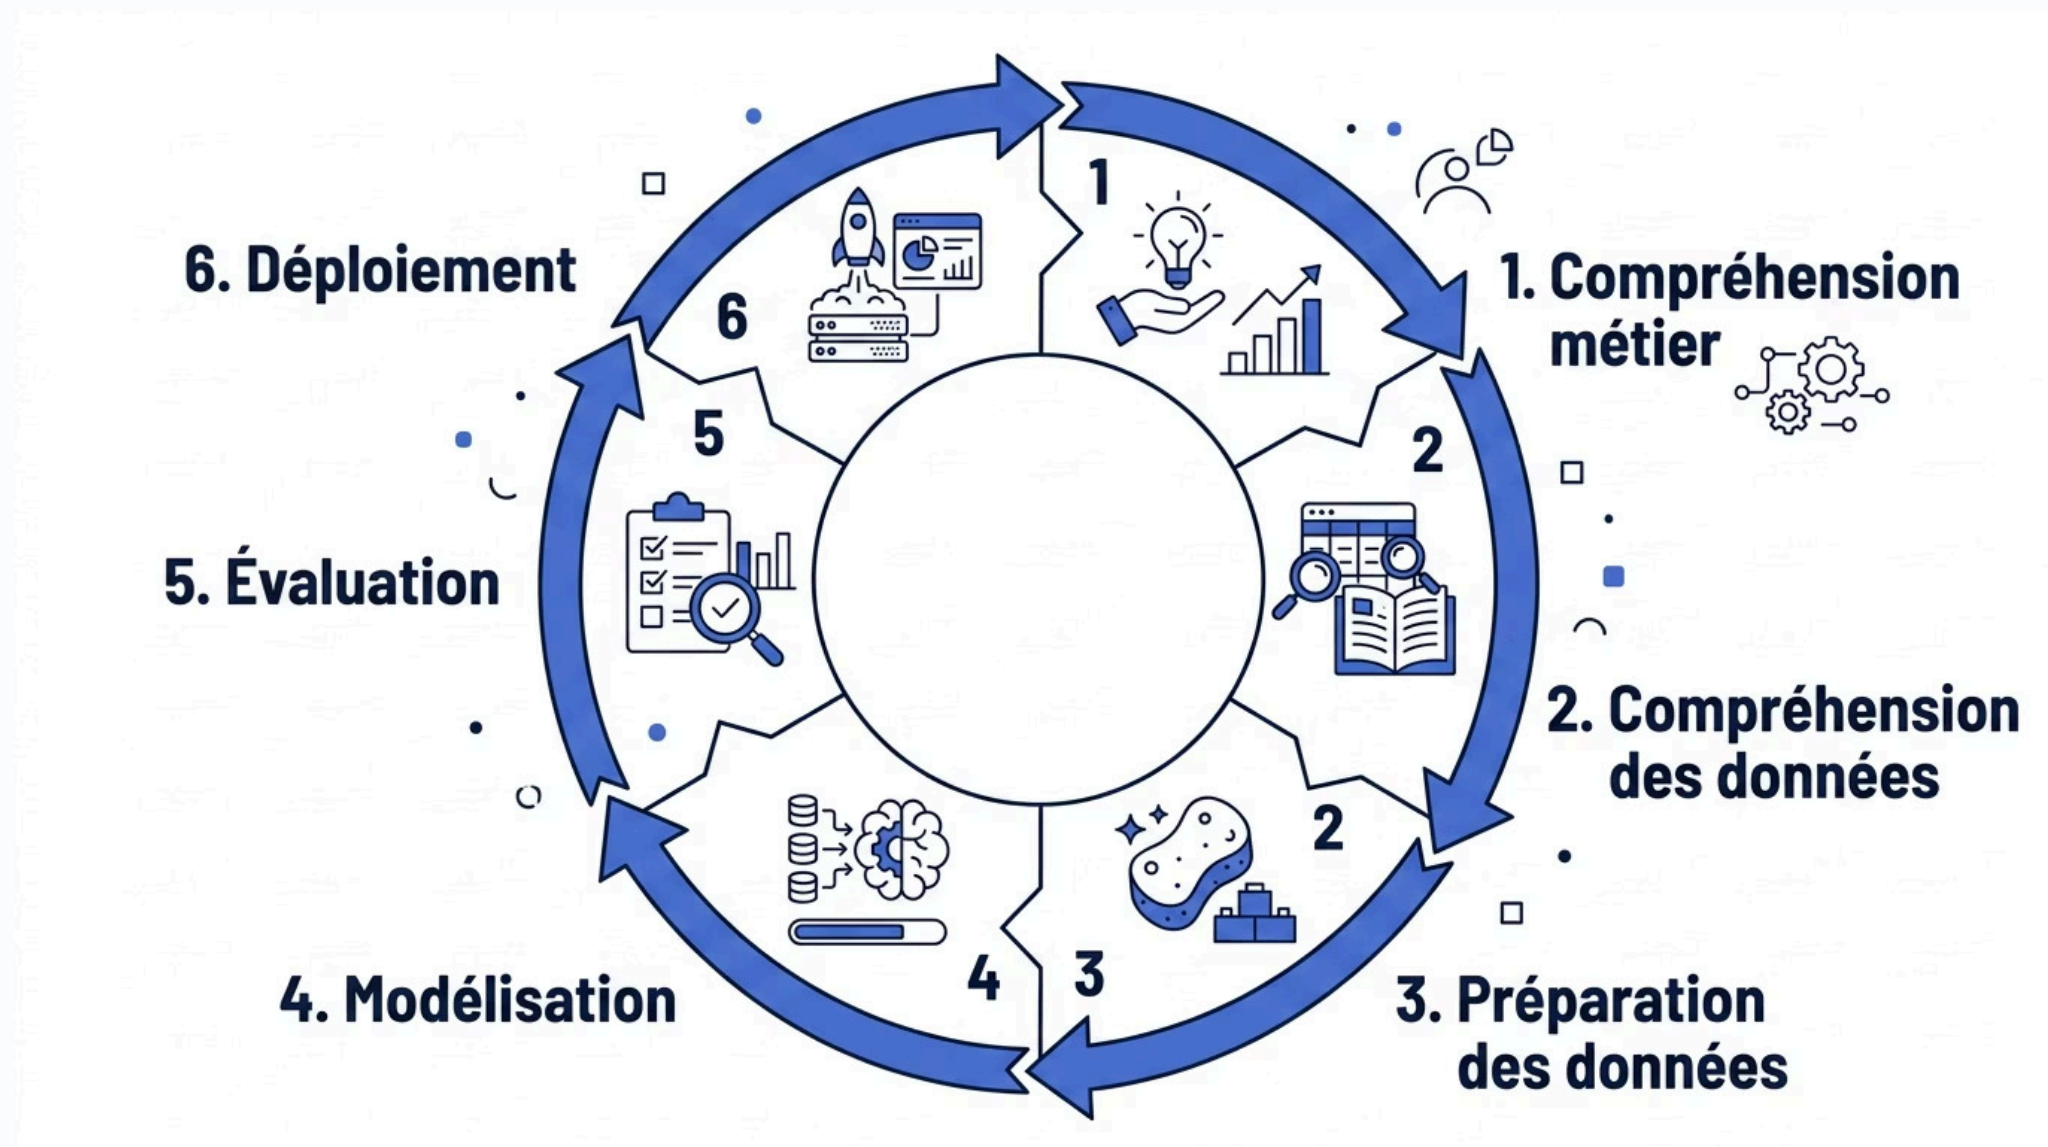 1
1. Compréhension
métier
2
2. Compréhension
des données
2
3
3. Préparation
des données
4
4. Modélisation
5
5. Évaluation
6
6. Déploiement